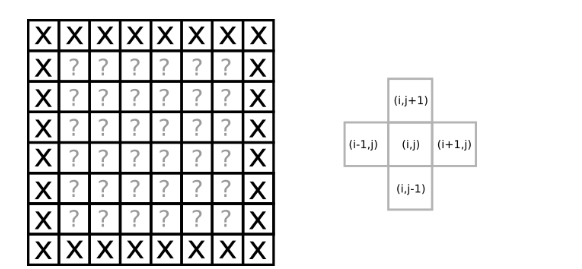 X X X X X X X X
X ? ? ? ? ? ? X
X ? ? ? ? ? ? X
X ? ? ? ? ? ? X
X ? ? ? ? ? ? X
X ? ? ? ? ? ? X
X ? ? ? ? ? ? X
X X X X X X X X
(i,j+1)
(i-1,j) (i,j) (i+1,j)
(i,j-1)